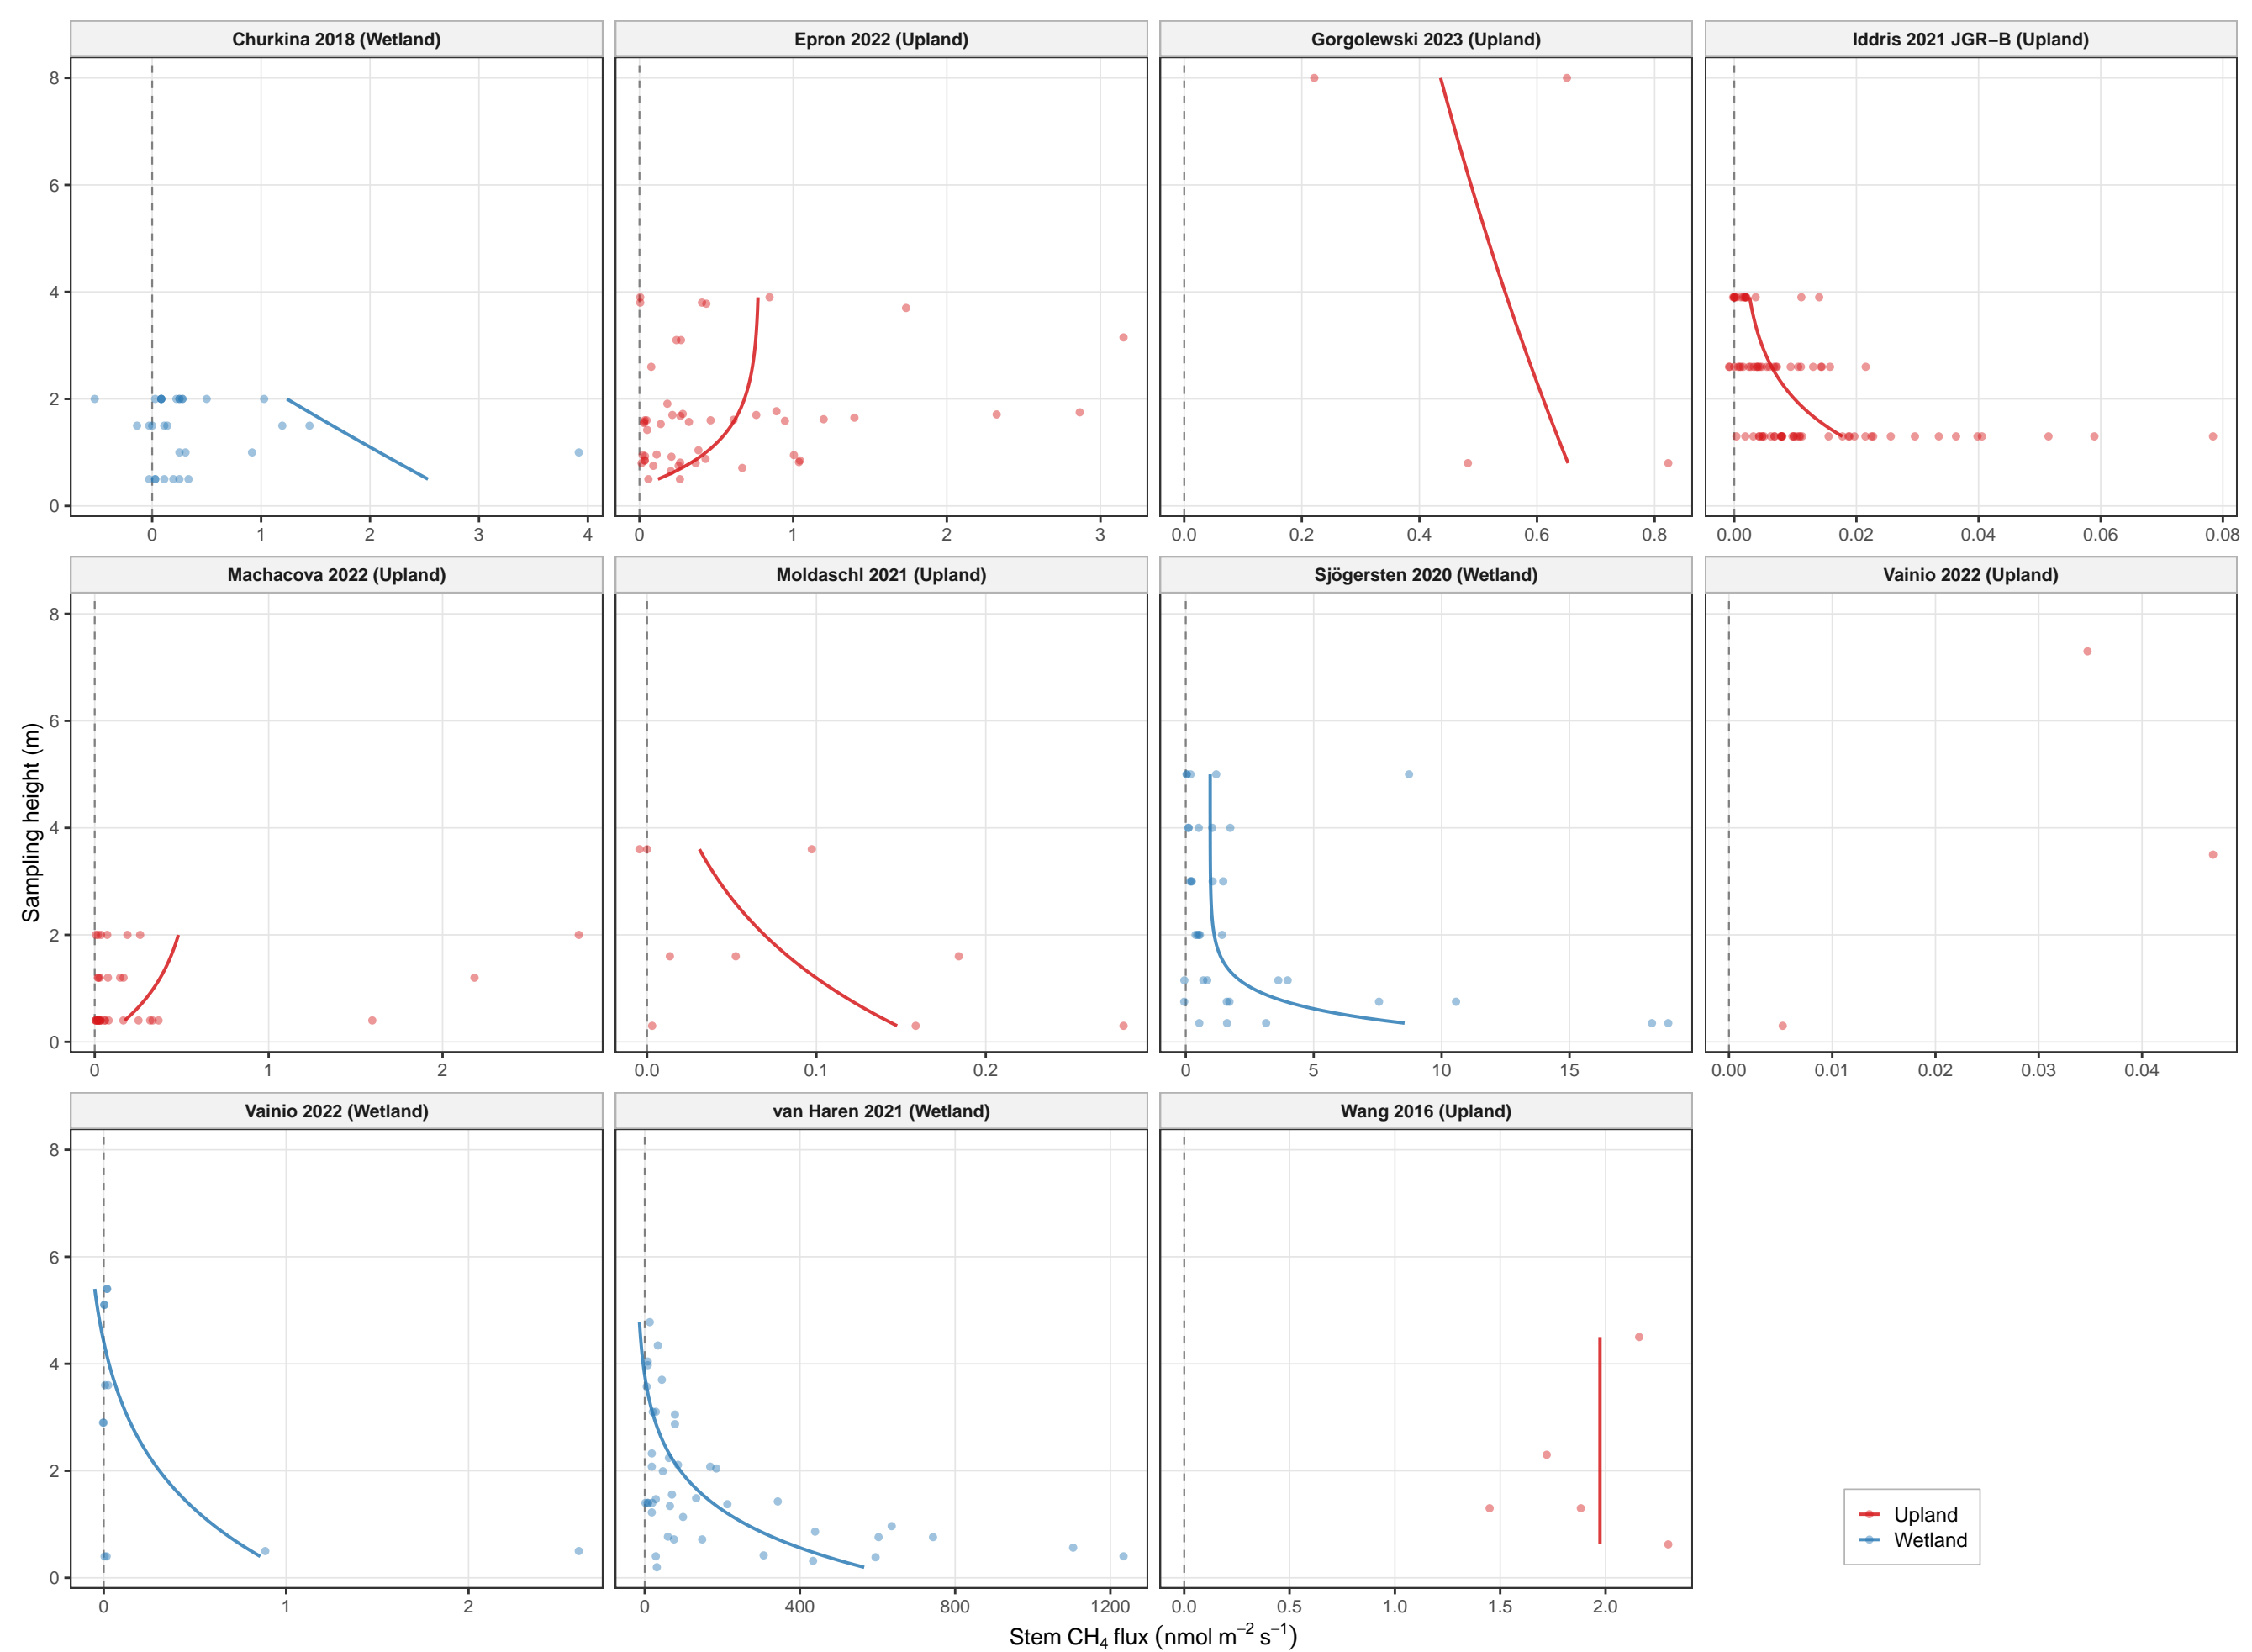 Churkina 2018 (Wetland)
Epron 2022 (Upland)
Gorgolewski 2023 (Upland)
Iddris 2021 JGR−B (Upland)
8
6
4
2
0
0 1 2 3 4
0 1 2 3
0.0 0.2 0.4 0.6 0.8
0.00 0.02 0.04 0.06 0.08
Machacova 2022 (Upland)
Moldaschl 2021 (Upland)
Sjögersten 2020 (Wetland)
Vainio 2022 (Upland)
Sampling height (m)
8
6
4
2
0
0 1 2
0.0 0.1 0.2
0 5 10 15
0.00 0.01 0.02 0.03 0.04
Vainio 2022 (Wetland)
van Haren 2021 (Wetland)
Wang 2016 (Upland)
8
6
4
2
0
0 1 2
0 400 800 1200
0.0 0.5 1.0 1.5 2.0
Upland
Wetland
Stem CH₄ flux (nmol m⁻² s⁻¹)